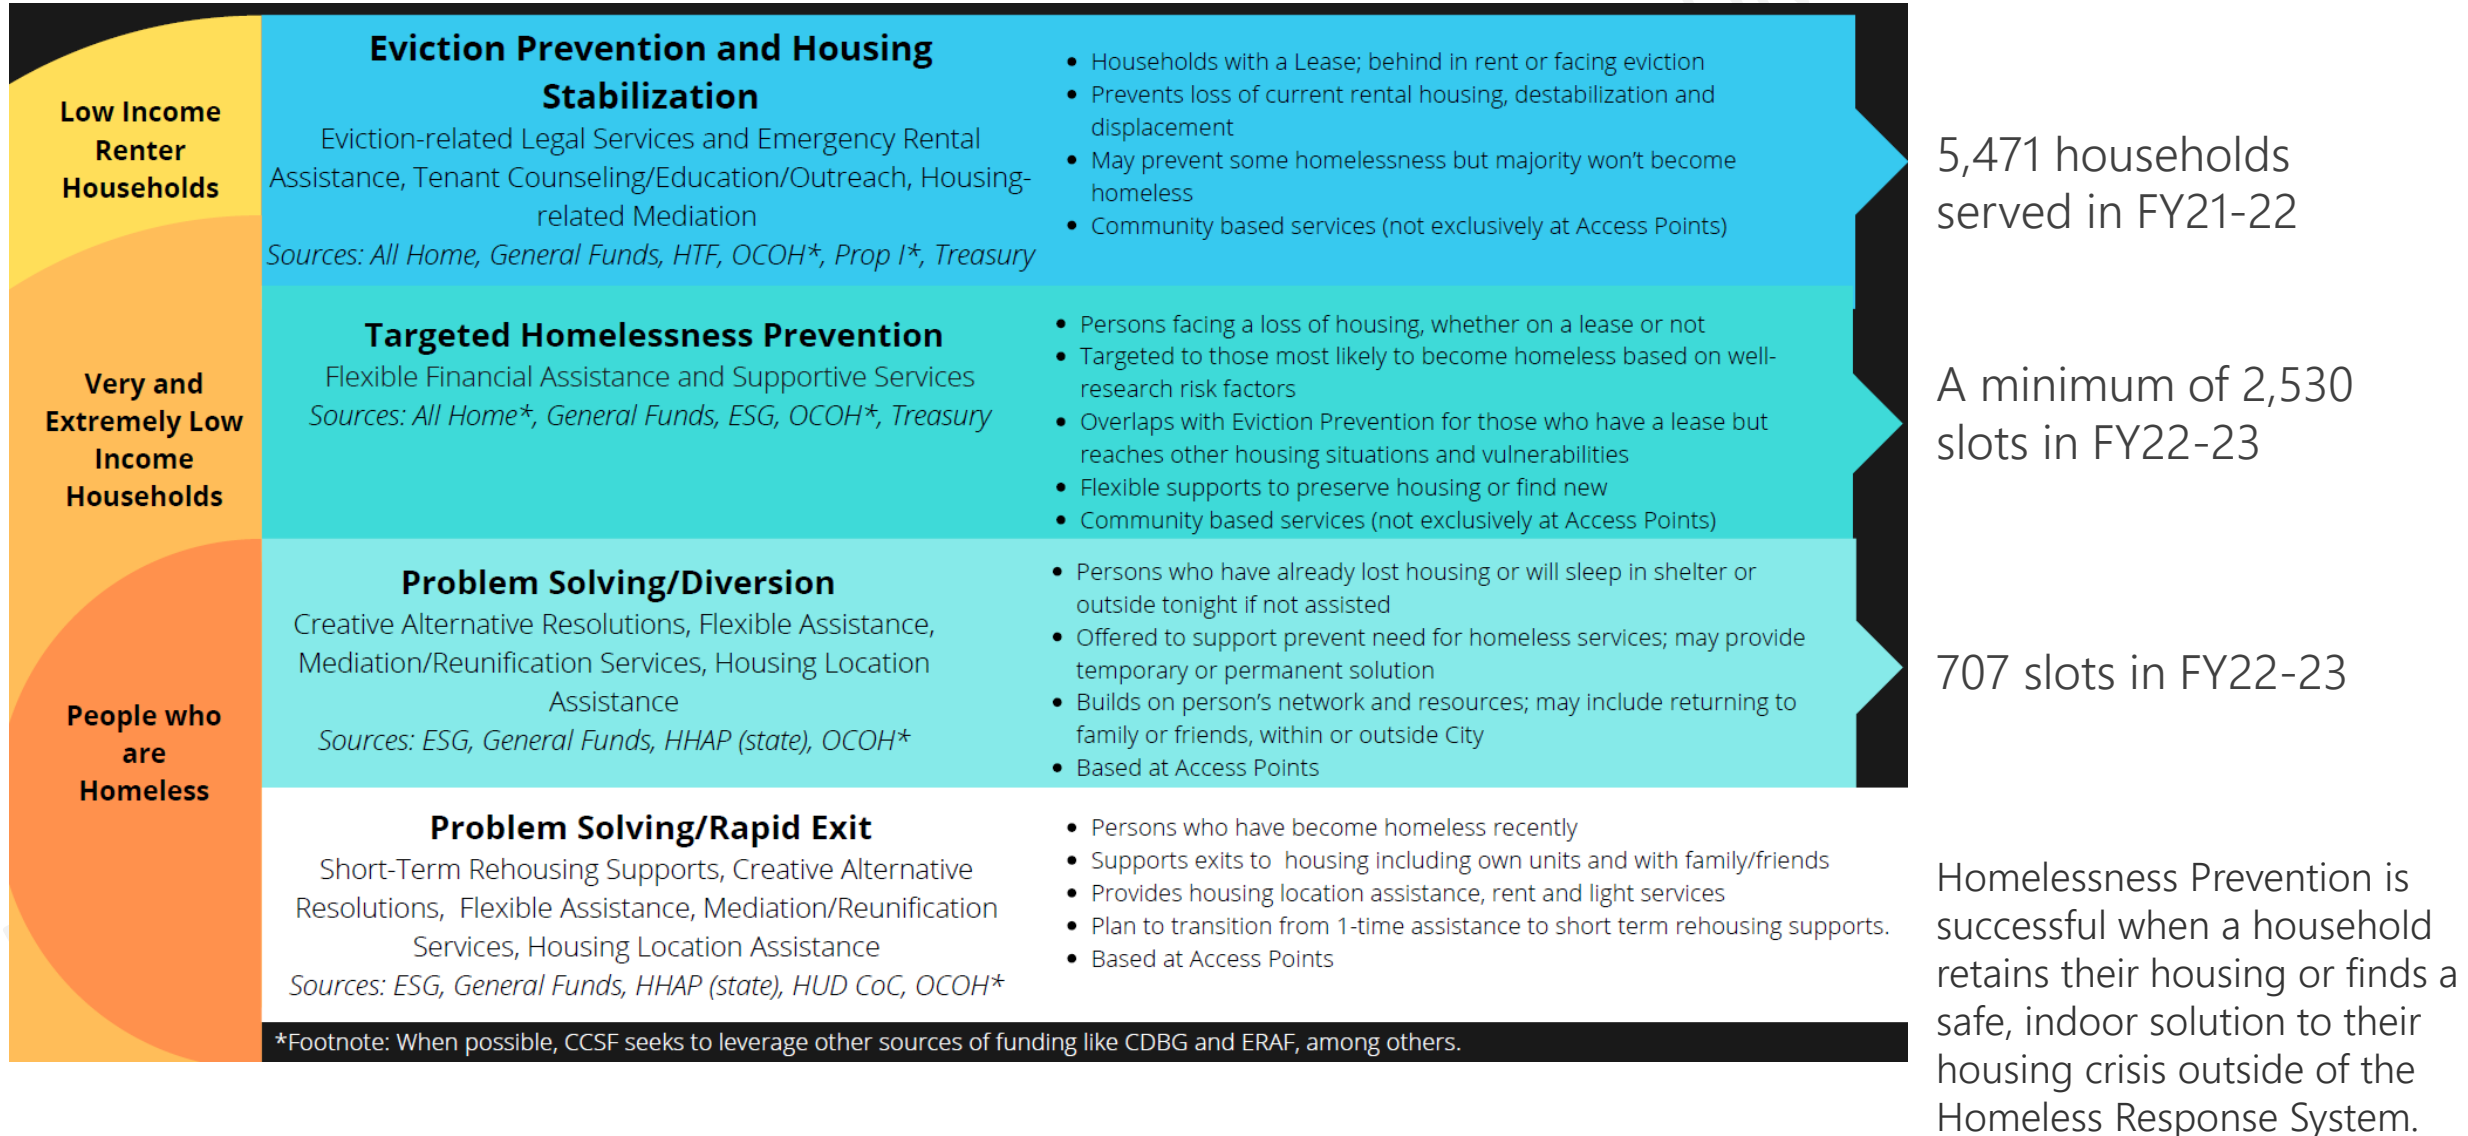 Low Income
Renter
Households
Eviction Prevention and Housing
Stabilization
Eviction-related Legal Services and Emergency Rental
Assistance, Tenant Counseling/Education/Outreach, Housing-
related Mediation
Sources: All Home, General Funds, HTF, OCOH*, Prop I*, Treasury
• Households with a Lease; behind in rent or facing eviction
• Prevents loss of current rental housing, destabilization and
displacement
• May prevent some homelessness but majority won't become
homeless
• Community based services (not exclusively at Access Points)
5,471 households
served in FY21-22
Very and
Extremely Low
Income
Households
Targeted Homelessness Prevention
Flexible Financial Assistance and Supportive Services
Sources: All Home*, General Funds, ESG, OCOH*, Treasury
• Persons facing a loss of housing, whether on a lease or not
• Targeted to those most likely to become homeless based on well-
research risk factors
• Overlaps with Eviction Prevention for those who have a lease but
reaches other housing situations and vulnerabilities
• Flexible supports to preserve housing or find new
• Community based services (not exclusively at Access Points)
A minimum of 2,530
slots in FY22-23
People who
are
Homeless
Problem Solving/Diversion
Creative Alternative Resolutions, Flexible Assistance,
Mediation/Reunification Services, Housing Location
Assistance
Sources: ESG, General Funds, HHAP (state), OCOH*
• Persons who have already lost housing or will sleep in shelter or
outside tonight if not assisted
• Offered to support prevent need for homeless services; may provide
temporary or permanent solution
• Builds on person's network and resources; may include returning to
family or friends, within or outside City
• Based at Access Points
707 slots in FY22-23
Problem Solving/Rapid Exit
Short-Term Rehousing Supports, Creative Alternative
Resolutions, Flexible Assistance, Mediation/Reunification
Services, Housing Location Assistance
Sources: ESG, General Funds, HHAP (state), HUD CoC, OCOH*
• Persons who have become homeless recently
• Supports exits to housing including own units and with family/friends
• Provides housing location assistance, rent and light services
• Plan to transition from 1-time assistance to short term rehousing supports.
• Based at Access Points
Homelessness Prevention is
successful when a household
retains their housing or finds a
safe, indoor solution to their
housing crisis outside of the
Homeless Response System.
*Footnote: When possible, CCSF seeks to leverage other sources of funding like CDBG and ERAF, among others.